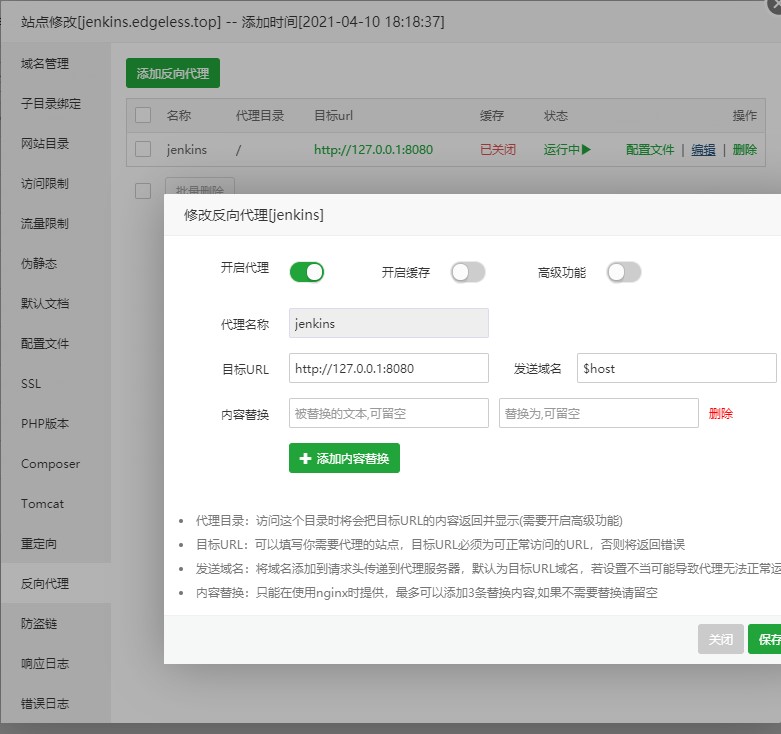 站点修改[jenkins.edgeless.top] -- 添加时间[2021-04-10 18:18:37]
域名管理
子目录绑定
网站目录
访问限制
流量限制
伪静态
默认文档
配置文件
SSL
PHP版本
Composer
Tomcat
重定向
反向代理
防盗链
响应日志
错误日志
添加反向代理
名称 代理目录 目标url 缓存 状态 操作
jenkins / http://127.0.0.1:8080 已关闭 运行中 配置文件 | 编辑 | 删除
批量删除
修改反向代理[jenkins]
开启代理 开启缓存 高级功能
代理名称 jenkins
目标URL http://127.0.0.1:8080 发送域名 $host
内容替换 被替换的文本,可留空 替换为,可留空 删除
添加内容替换
代理目录：访问这个目录时将会把目标URL的内容返回并显示(需要开启高级功能)
目标URL：可以填写你需要代理的站点，目标URL必须为可正常访问的URL，否则将返回错误
发送域名：将域名添加到请求头传递到代理服务器，默认为目标URL域名，若设置不当可能导致代理无法正常运
内容替换：只能在使用nginx时提供，最多可以添加3条替换内容,如果不需要替换请留空
关闭 保存